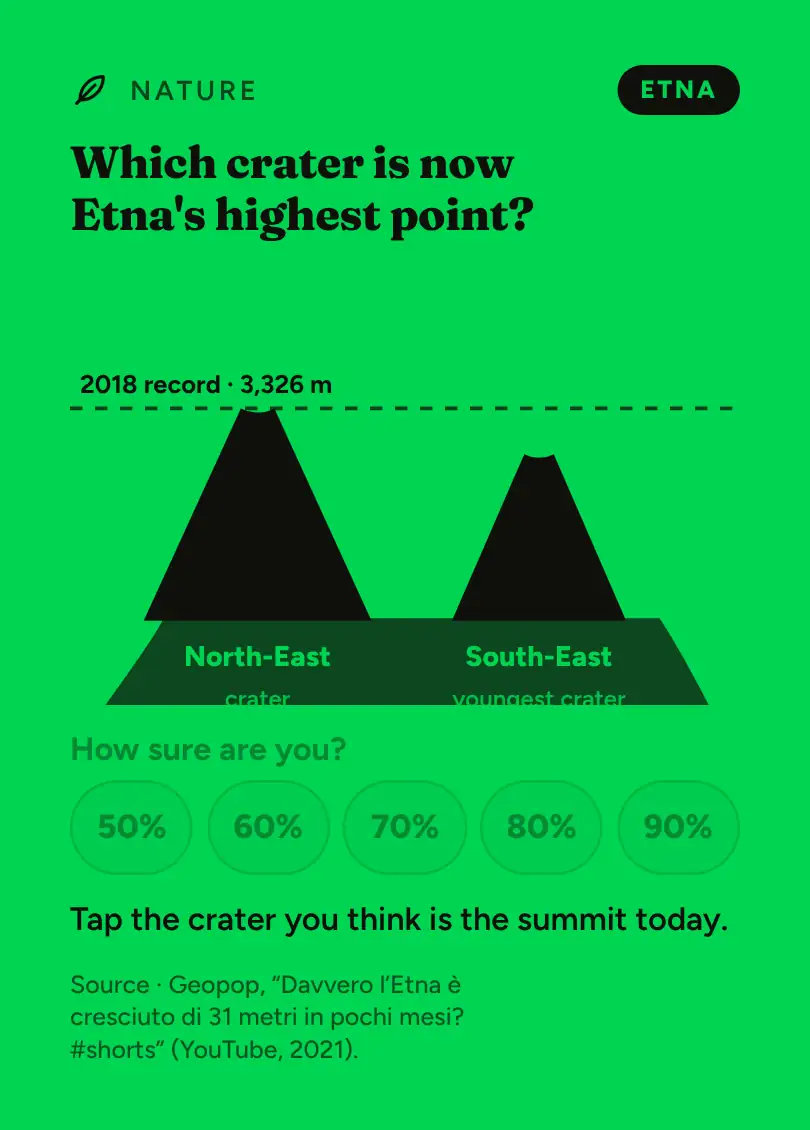 NATURE
ETNA
Which crater is now
Etna's highest point?
2018 record · 3,326 m
North-East
South-East
crater
youngest crater
How sure are you?
50%
60%
70%
80%
90%
Tap the crater you think is the summit today.
Source · Geopop, “Davvero l’Etna è
cresciuto di 31 metri in pochi mesi?
#shorts” (YouTube, 2021).